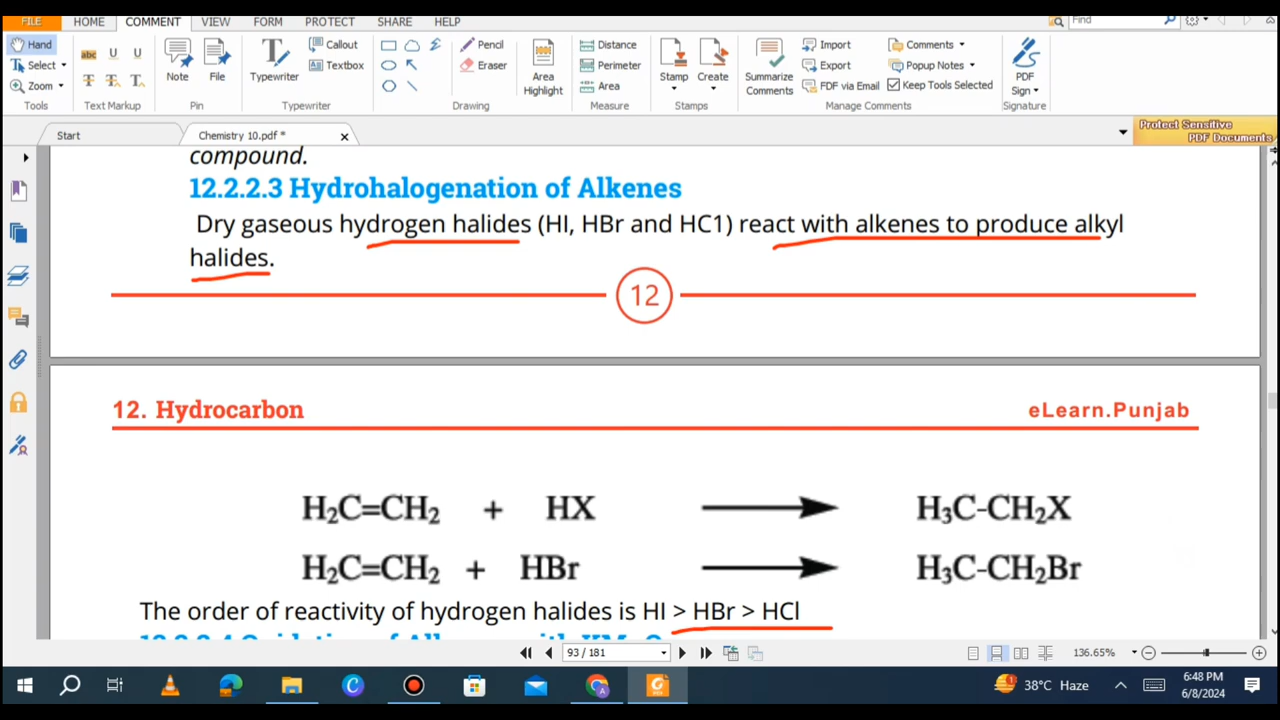 FILE HOME COMMENT VIEW FORM PROTECT SHARE HELP Find
Hand abc U U Callout Pencil Distance Import Comments
Select Note File Typewriter Textbox Eraser Area Perimeter Stamp Create Summarize Export Popup Notes PDF
Zoom T T T Highlight Area Comments PDF via Email Keep Tools Selected Sign
Tools Text Markup Pin Typewriter Drawing Measure Stamps Manage Comments Signature
Start Chemistry 10.pdf * Protect Sensitive
PDF Documents
compound.
12.2.2.3 Hydrohalogenation of Alkenes
Dry gaseous hydrogen halides (HI, HBr and HC1) react with alkenes to produce alkyl
halides.
12
12. Hydrocarbon eLearn.Punjab
H₂C=CH₂ + HX → H₃C-CH₂X
H₂C=CH₂ + HBr → H₃C-CH₂Br
The order of reactivity of hydrogen halides is HI > HBr > HCl
93 / 181 136.65%
38°C Haze 6:48 PM
6/8/2024